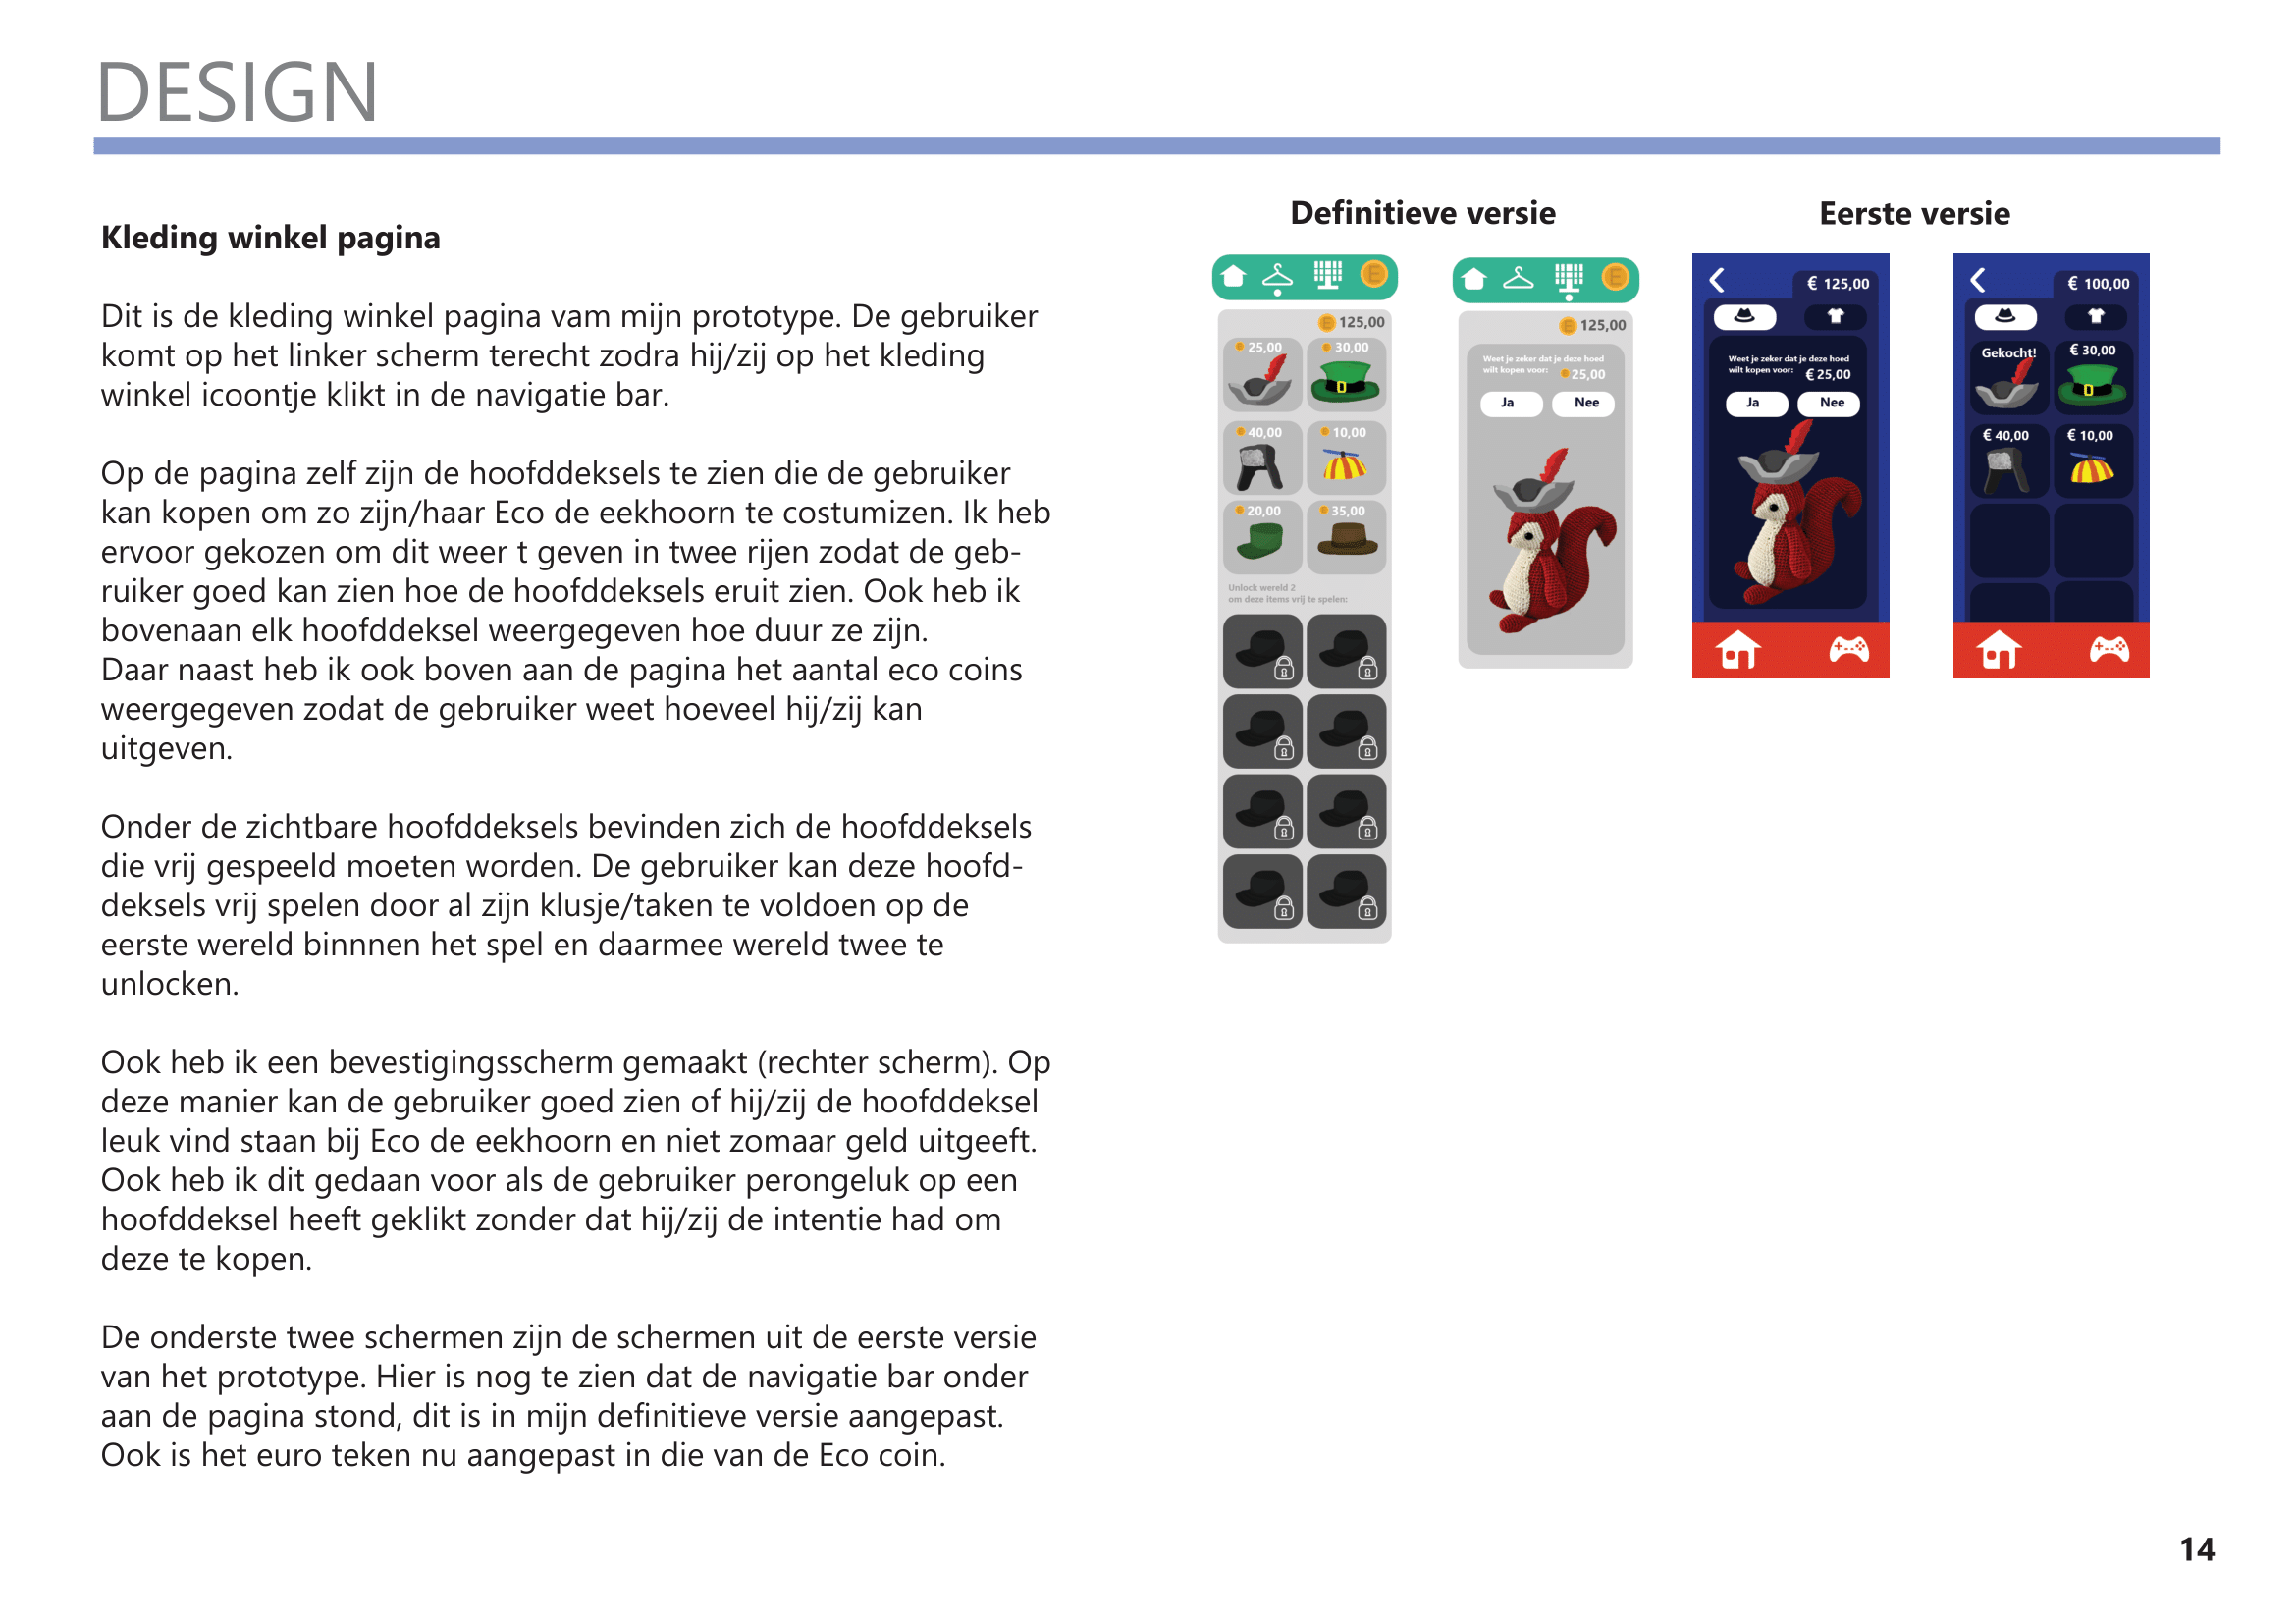 DESIGN
Kleding winkel pagina
Dit is de kleding winkel pagina vam mijn prototype. De gebruiker
komt op het linker scherm terecht zodra hij/zij op het kleding
winkel icoontje klikt in de navigatie bar.
Op de pagina zelf zijn de hoofddeksels te zien die de gebruiker
kan kopen om zo zijn/haar Eco de eekhoorn te costumizen. Ik heb
ervoor gekozen om dit weer t geven in twee rijen zodat de geb-
ruiker goed kan zien hoe de hoofddeksels eruit zien. Ook heb ik
bovenaan elk hoofddeksel weergegeven hoe duur ze zijn.
Daar naast heb ik ook boven aan de pagina het aantal eco coins
weergegeven zodat de gebruiker weet hoeveel hij/zij kan
uitgeven.
Onder de zichtbare hoofddeksels bevinden zich de hoofddeksels
die vrij gespeeld moeten worden. De gebruiker kan deze hoofd-
deksels vrij spelen door al zijn klusje/taken te voldoen op de
eerste wereld binnnen het spel en daarmee wereld twee te
unlocken.
Ook heb ik een bevestigingsscherm gemaakt (rechter scherm). Op
deze manier kan de gebruiker goed zien of hij/zij de hoofddeksel
leuk vind staan bij Eco de eekhoorn en niet zomaar geld uitgeeft.
Ook heb ik dit gedaan voor als de gebruiker perongeluk op een
hoofddeksel heeft geklikt zonder dat hij/zij de intentie had om
deze te kopen.
De onderste twee schermen zijn de schermen uit de eerste versie
van het prototype. Hier is nog te zien dat de navigatie bar onder
aan de pagina stond, dit is in mijn definitieve versie aangepast.
Ook is het euro teken nu aangepast in die van de Eco coin.
Definitieve versie
E
E 125,00
25,00 30,00
40,00 10,00
20,00 35,00
Unlock wereld 2
om deze items vrij te spelen:
E
E 125,00
Weet je zeker dat je deze hoed
wilt kopen voor: 25,00
Ja Nee
Eerste versie
€ 125,00
Weet je zeker dat je deze hoed
wilt kopen voor: € 25,00
Ja Nee
€ 100,00
Gekocht! € 30,00
€ 40,00 € 10,00
14